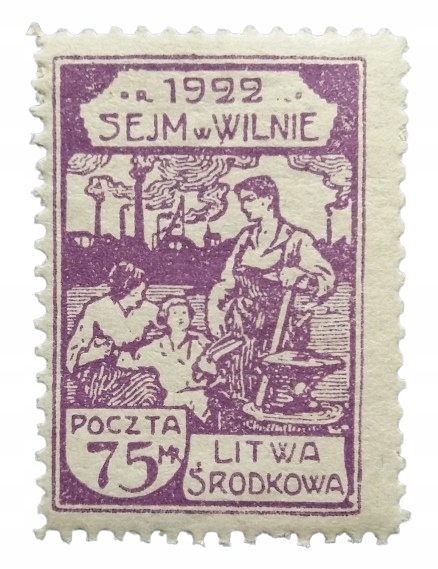 R 1922
SEJM w WILNIE
POCZTA
75 MK
LITWA
ŚRODKOWA